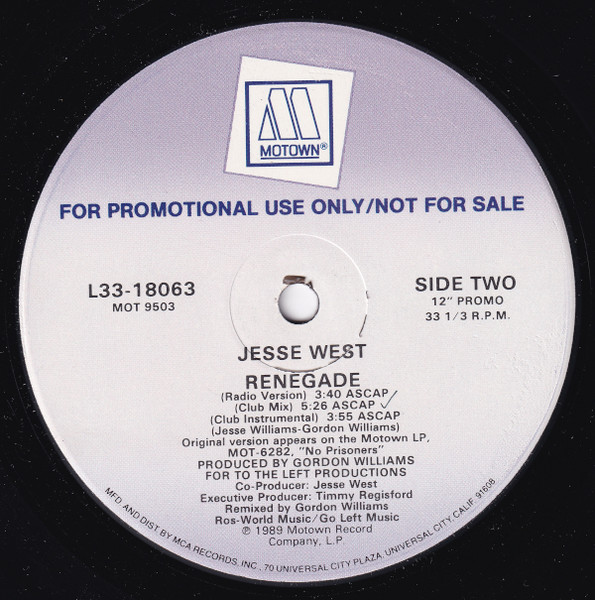 MOTOWN®
FOR PROMOTIONAL USE ONLY/NOT FOR SALE
L33-18063
MOT 9503
SIDE TWO
12" PROMO
33 1/3 R.P.M.
JESSE WEST
RENEGADE
(Radio Version) 3:40 ASCAP
(Club Mix) 5:26 ASCAP
(Club Instrumental) 3:55 ASCAP
(Jesse Williams-Gordon Williams)
Original version appears on the Motown LP,
MOT-6282, "No Prisoners"
PRODUCED BY GORDON WILLIAMS
FOR TO THE LEFT PRODUCTIONS
Co-Producer: Jesse West
Executive Producer: Timmy Regisford
Remixed by Gordon Williams
Ros-World Music/Go Left Music
℗ 1989 Motown Record
Company, L.P.
MFD AND DIST. BY MCA RECORDS, INC., 70 UNIVERSAL CITY PLAZA, UNIVERSAL CITY, CALIF. 91608